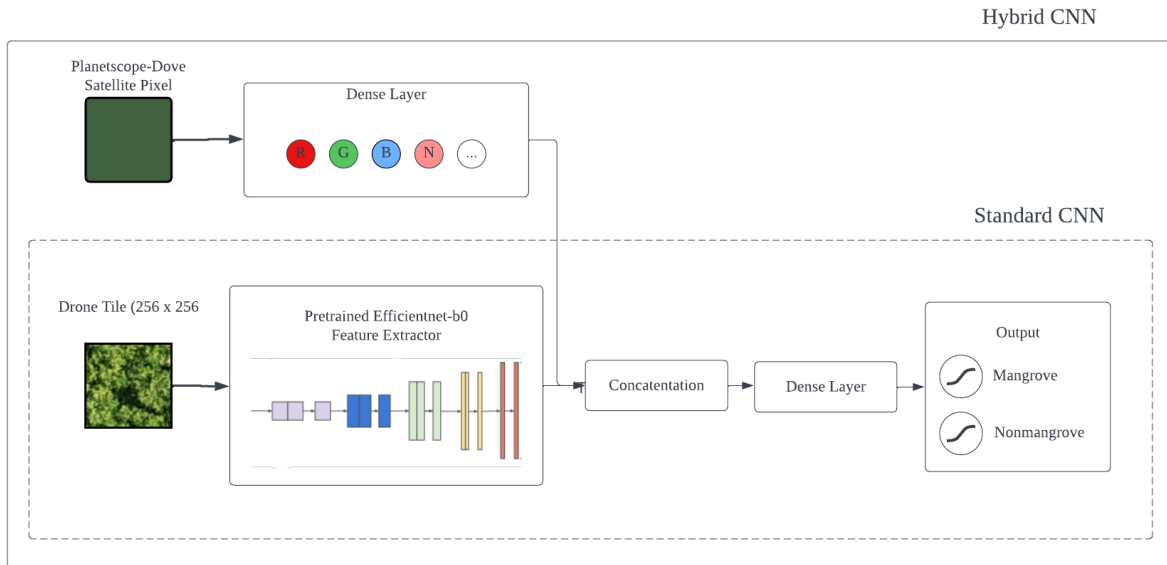 Hybrid CNN
Planetscope-Dove
Satellite Pixel
Dense Layer
R G B N ...
Standard CNN
Drone Tile (256 x 256
Pretrained Efficientnet-b0
Feature Extractor
Concatentation
Dense Layer
Output
Mangrove
Nonmangrove